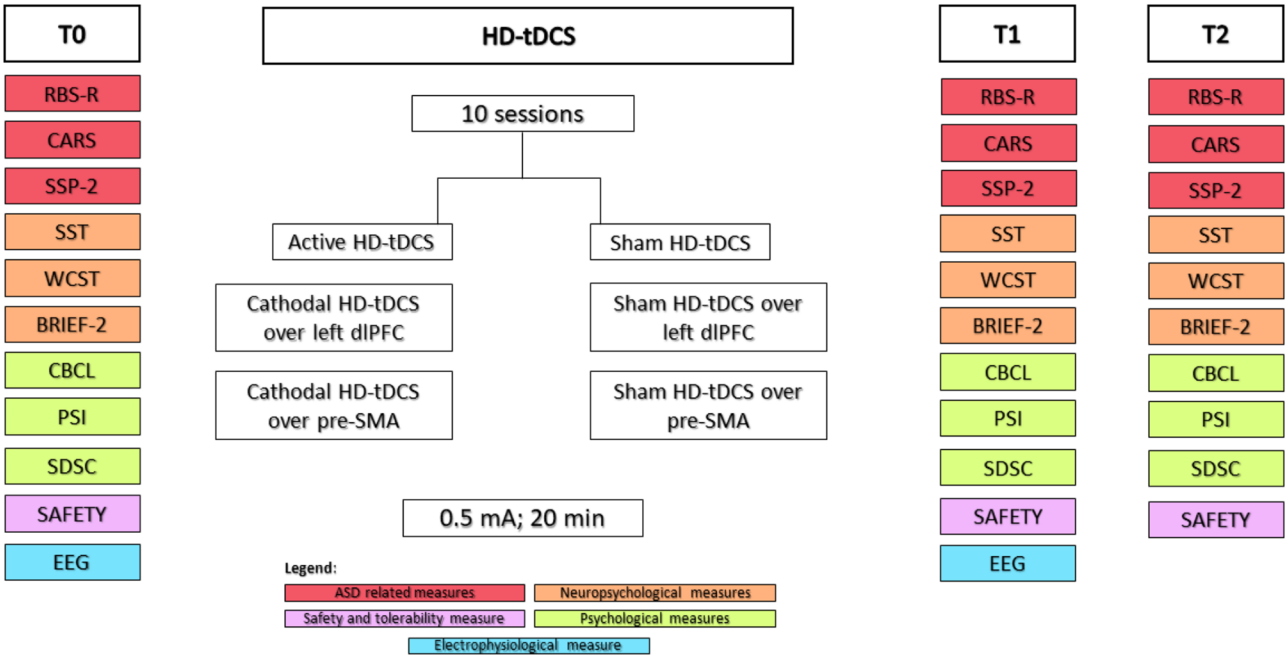 T0
RBS-R
CARS
SSP-2
SST
WCST
BRIEF-2
CBCL
PSI
SDSC
SAFETY
EEG
HD-tDCS
10 sessions
Active HD-tDCS
Sham HD-tDCS
Cathodal HD-tDCS
over left dlPFC
Sham HD-tDCS over
left dlPFC
Cathodal HD-tDCS
over pre-SMA
Sham HD-tDCS over
pre-SMA
0.5 mA; 20 min
Legend:
ASD related measures
Neuropsychological measures
Safety and tolerability measure
Psychological measures
Electrophysiological measure
T1
RBS-R
CARS
SSP-2
SST
WCST
BRIEF-2
CBCL
PSI
SDSC
SAFETY
EEG
T2
RBS-R
CARS
SSP-2
SST
WCST
BRIEF-2
CBCL
PSI
SDSC
SAFETY